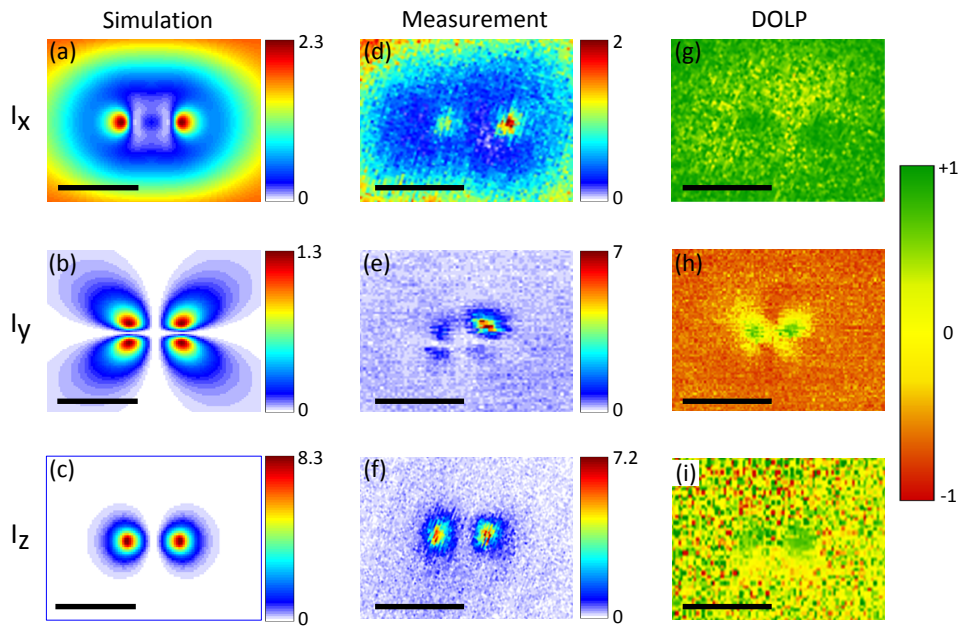 Simulation Measurement DOLP
(a) 2.3 (d) 2 (g)
Ix
0 0
+1
(b) 1.3 (e) 7 (h)
Iy 0
0 0
(c) 8.3 (f) 7.2 (i)
-1
Iz
0 0